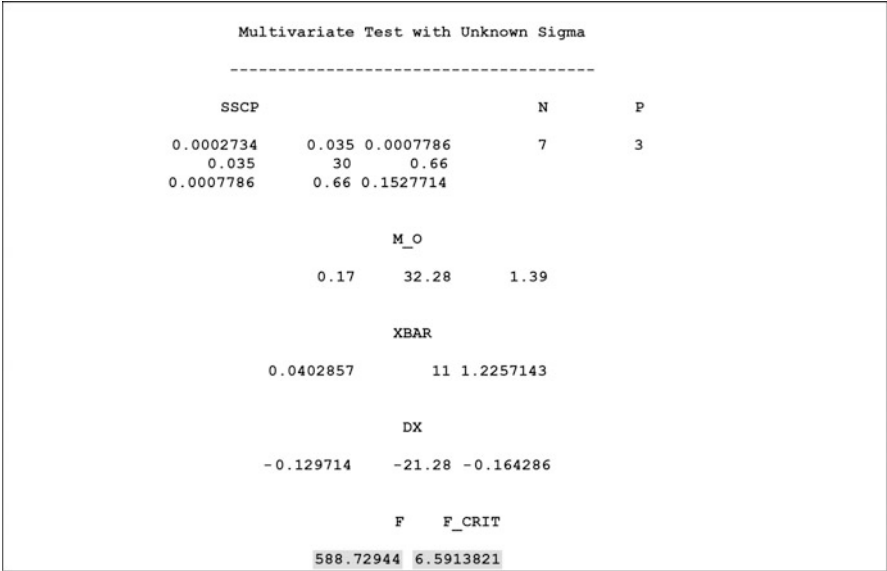 Multivariate Test with Unknown Sigma
--------------------------------------
SSCP N P
0.0002734 0.035 0.0007786 7 3
0.035 30 0.66
0.0007786 0.66 0.1527714
M_O
0.17 32.28 1.39
XBAR
0.0402857 11 1.2257143
DX
-0.129714 -21.28 -0.164286
F F_CRIT
588.72944 6.5913821